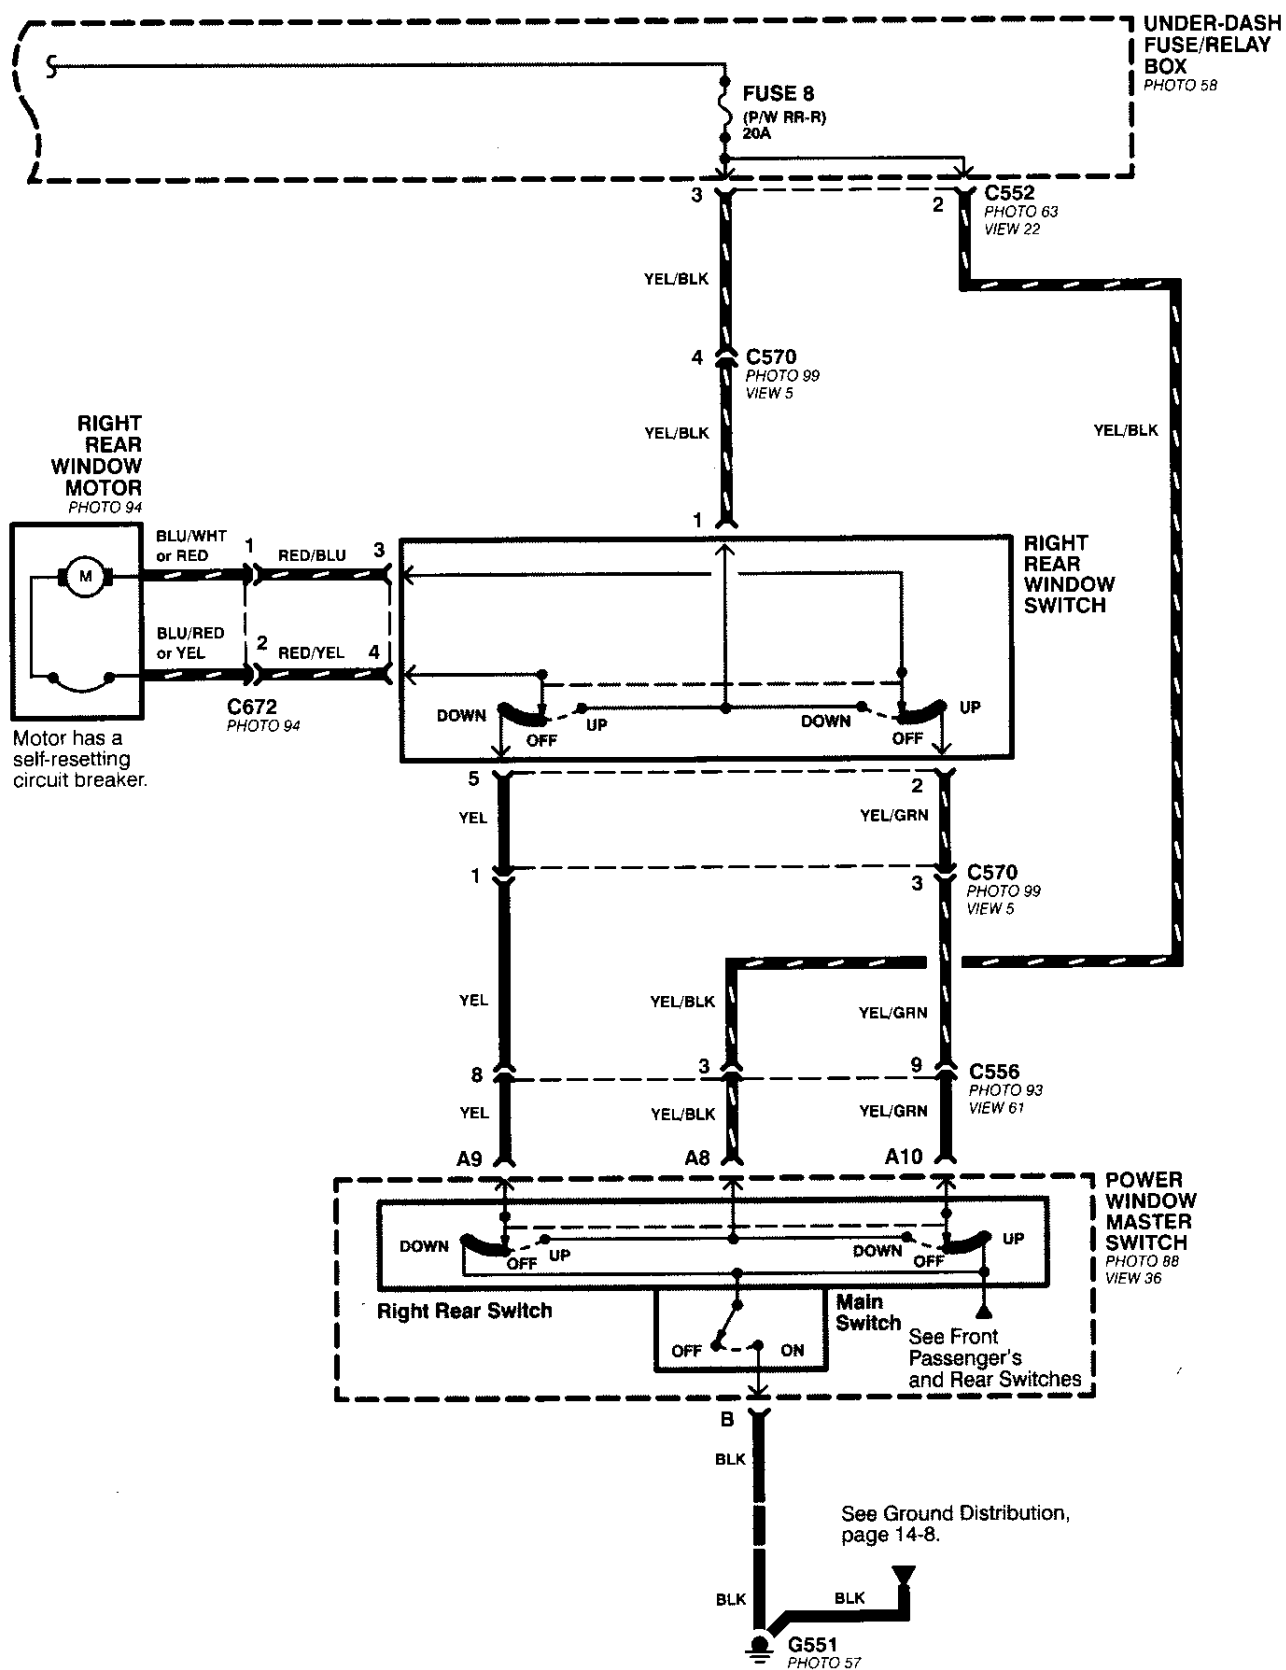 UNDER-DASH
FUSE/RELAY
BOX
PHOTO 58
FUSE 8
(P/W RR-R)
20A
3
2
C552
PHOTO 63
VIEW 22
YEL/BLK
4
C570
PHOTO 99
VIEW 5
YEL/BLK
YEL/BLK
RIGHT
REAR
WINDOW
MOTOR
PHOTO 94
1
BLU/WHT
or RED
1
RED/BLU
3
M
RIGHT
REAR
WINDOW
SWITCH
BLU/RED
or YEL
2
RED/YEL
4
C672
PHOTO 94
DOWN
OFF
UP
DOWN
OFF
UP
Motor has a
self-resetting
circuit breaker.
5
2
YEL
YEL/GRN
1
3
C570
PHOTO 99
VIEW 5
YEL
YEL/BLK
YEL/GRN
8
3
9
C556
PHOTO 93
VIEW 61
YEL
YEL/BLK
YEL/GRN
A9
A8
A10
POWER
WINDOW
MASTER
SWITCH
PHOTO 88
VIEW 36
DOWN
OFF
UP
DOWN
OFF
UP
Right Rear Switch
Main
Switch
OFF
ON
See Front
Passenger's
and Rear Switches
B
BLK
See Ground Distribution,
page 14-8.
BLK
BLK
G551
PHOTO 57